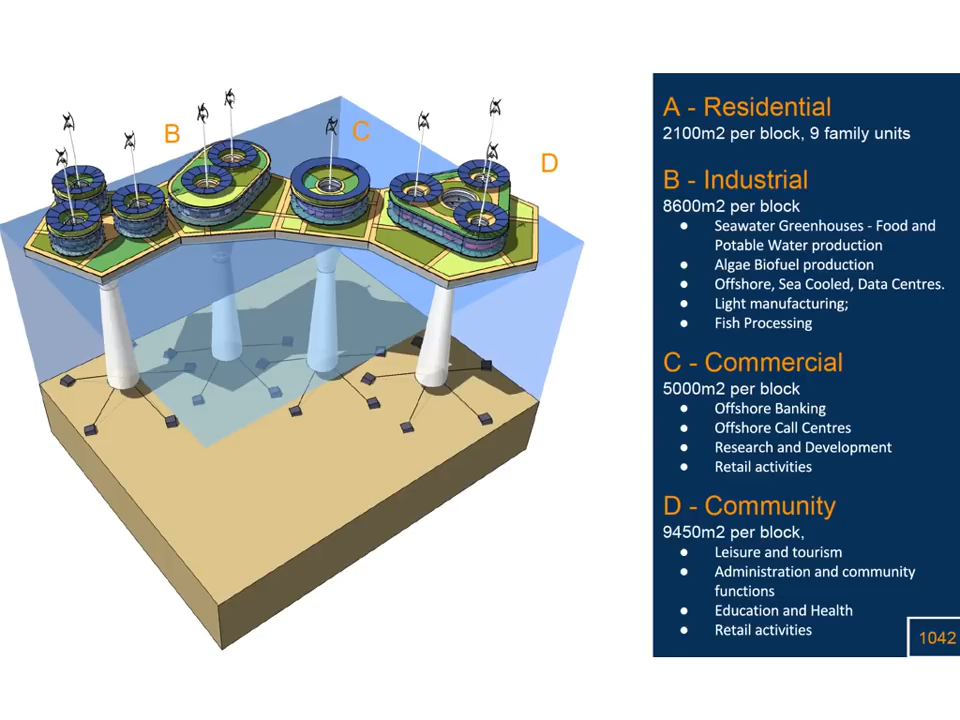 B
C
D
A - Residential
2100m2 per block, 9 family units
B - Industrial
8600m2 per block
● Seawater Greenhouses - Food and
Potable Water production
● Algae Biofuel production
● Offshore, Sea Cooled, Data Centres.
● Light manufacturing;
● Fish Processing
C - Commercial
5000m2 per block
● Offshore Banking
● Offshore Call Centres
● Research and Development
● Retail activities
D - Community
9450m2 per block,
● Leisure and tourism
● Administration and community
functions
● Education and Health
● Retail activities
1042